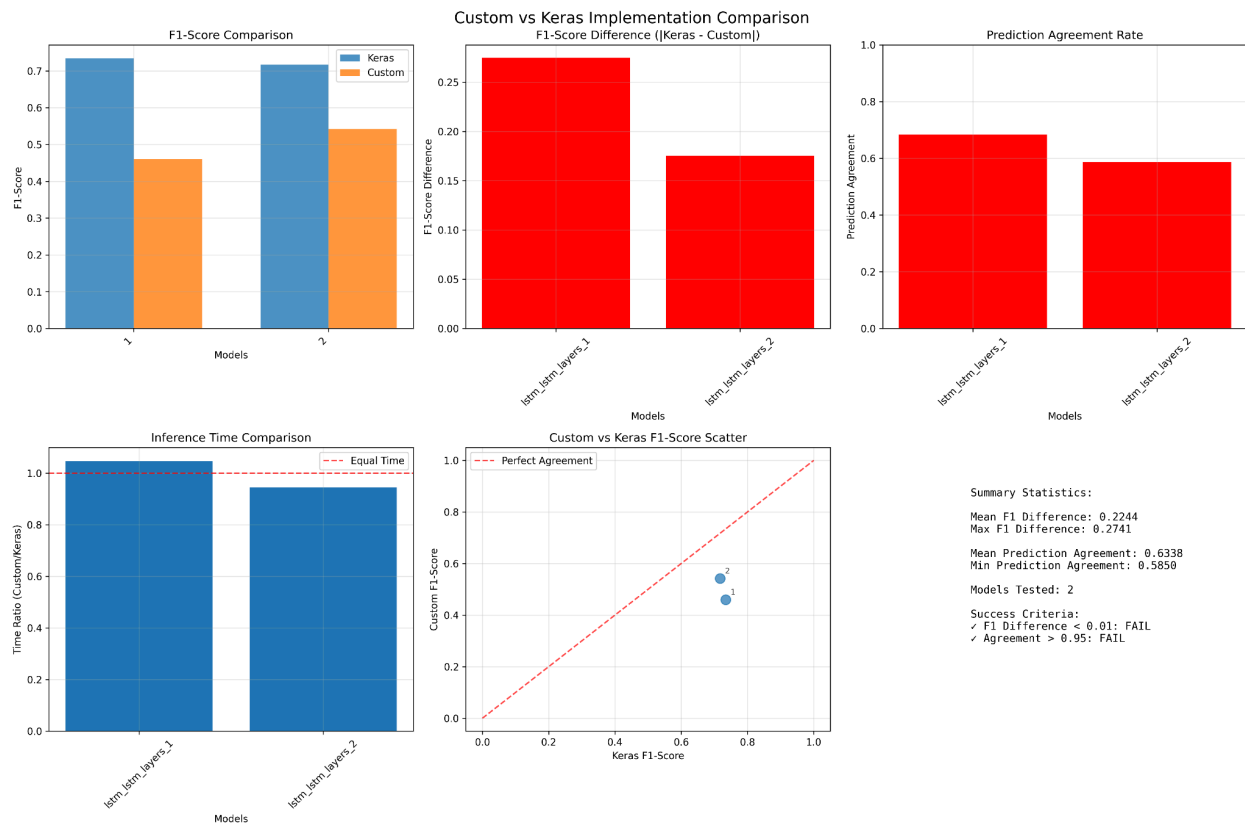 Custom vs Keras Implementation Comparison
F1-Score Comparison
F1-Score
0.7
0.6
0.5
0.4
0.3
0.2
0.1
0.0
Keras
Custom
1
2
Models
F1-Score Difference (|Keras - Custom|)
F1-Score Difference
0.25
0.20
0.15
0.10
0.05
0.00
lstm_lstm_layers_1
lstm_lstm_layers_2
Models
Prediction Agreement Rate
Prediction Agreement
1.0
0.8
0.6
0.4
0.2
0.0
lstm_lstm_layers_1
lstm_lstm_layers_2
Models
Inference Time Comparison
Time Ratio (Custom/Keras)
1.0
0.8
0.6
0.4
0.2
0.0
Equal Time
lstm_lstm_layers_1
lstm_lstm_layers_2
Models
Custom vs Keras F1-Score Scatter
Custom F1-Score
1.0
0.8
0.6
0.4
0.2
0.0
Perfect Agreement
2
1
0.0
0.2
0.4
0.6
0.8
1.0
Keras F1-Score
Summary Statistics:
Mean F1 Difference: 0.2244
Max F1 Difference: 0.2741
Mean Prediction Agreement: 0.6338
Min Prediction Agreement: 0.5850
Models Tested: 2
Success Criteria:
✓ F1 Difference < 0.01: FAIL
✓ Agreement > 0.95: FAIL